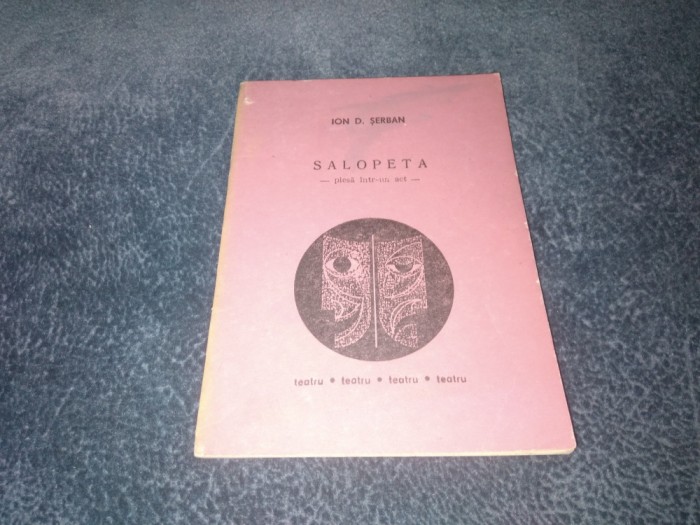 ION D. ŞERBAN
SALOPETA
— piesă într-un act —
teatru * teatru * teatru * teatru